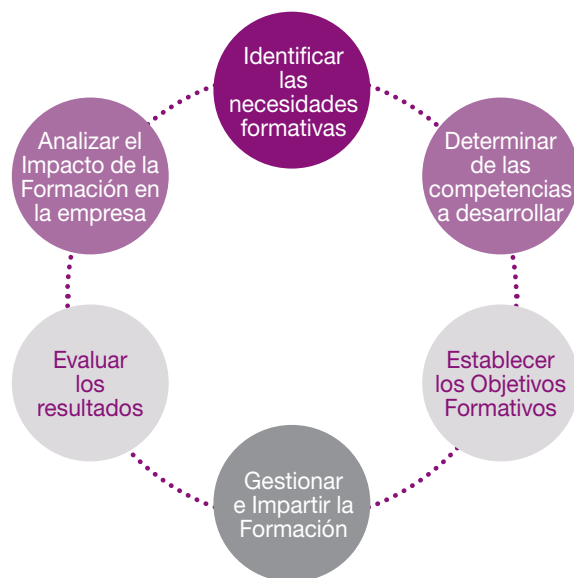 Identificar
las
necesidades
formativas
Determinar
de las
competencias
a desarrollar
Establecer
los Objetivos
Formativos
Gestionar
e Impartir la
Formación
Evaluar
los
resultados
Analizar el
Impacto de la
Formación en
la empresa